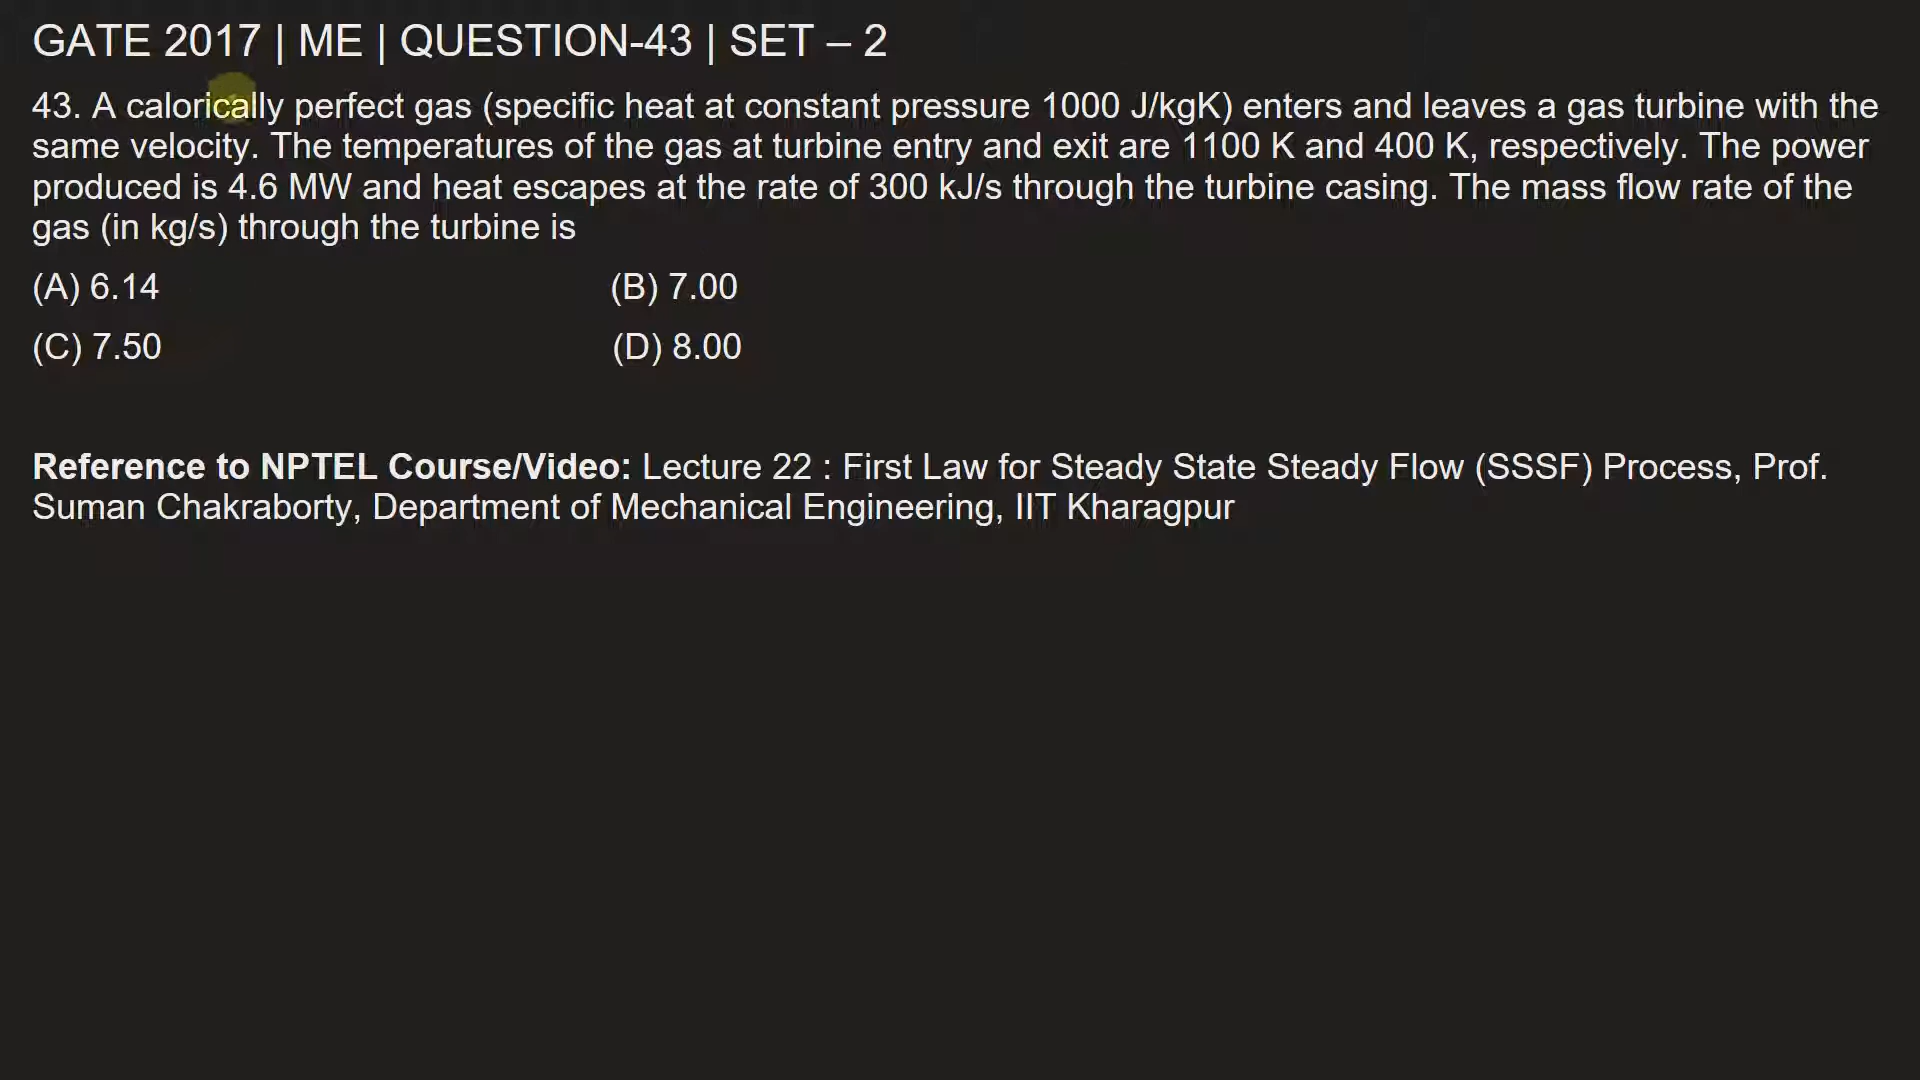 GATE 2017 | ME | QUESTION-43 | SET – 2
43. A calorically perfect gas (specific heat at constant pressure 1000 J/kgK) enters and leaves a gas turbine with the
same velocity. The temperatures of the gas at turbine entry and exit are 1100 K and 400 K, respectively. The power
produced is 4.6 MW and heat escapes at the rate of 300 kJ/s through the turbine casing. The mass flow rate of the
gas (in kg/s) through the turbine is
(A) 6.14 (B) 7.00
(C) 7.50 (D) 8.00
Reference to NPTEL Course/Video: Lecture 22 : First Law for Steady State Steady Flow (SSSF) Process, Prof.
Suman Chakraborty, Department of Mechanical Engineering, IIT Kharagpur